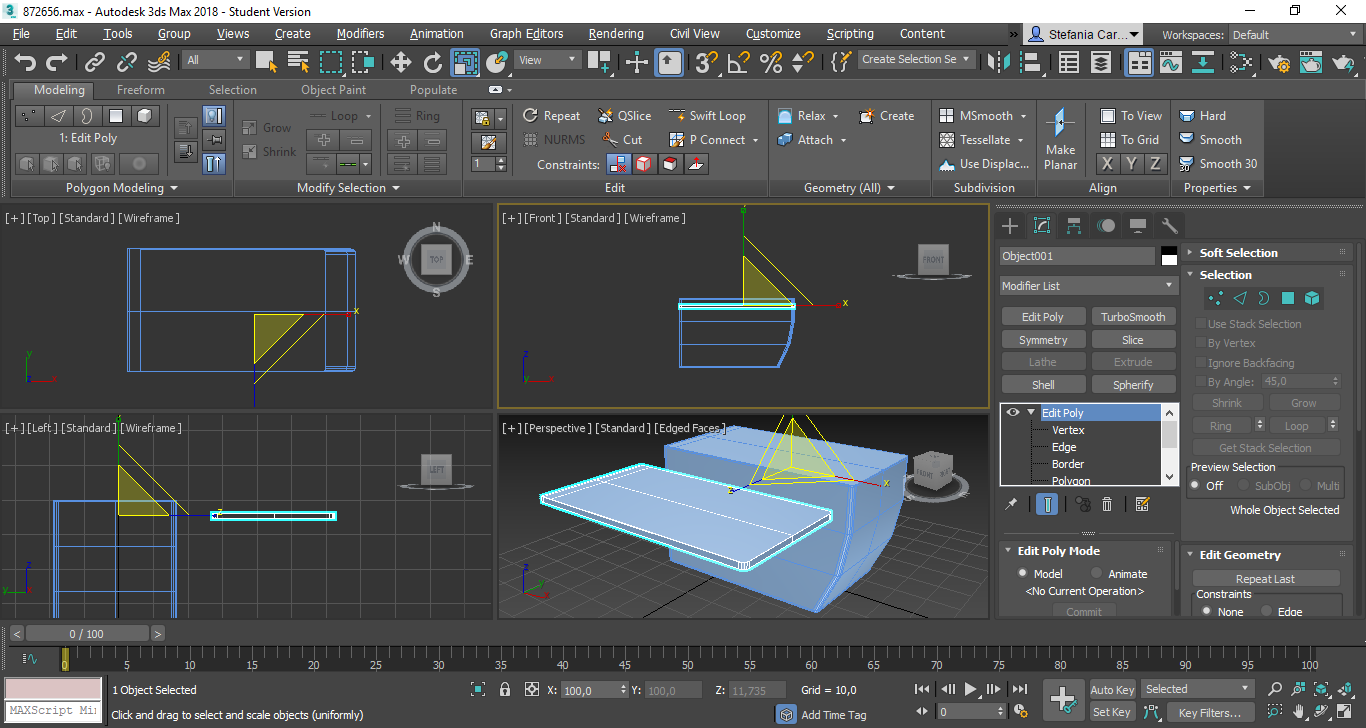 872656.max - Autodesk 3ds Max 2018 - Student Version
File Edit Tools Group Views Create Modifiers Animation Graph Editors Rendering Civil View Customize Scripting Content » Stefania Car... Workspaces: Default
All View Create Selection Se
Modeling Freeform Selection Object Paint Populate
1: Edit Poly
Grow
Shrink
Loop
Ring
1
Repeat QSlice Swift Loop
NURMS Cut P Connect
Constraints:
Relax Create
Attach
MSmooth
Tessellate
Use Displac...
Make
Planar
To View
To Grid
X Y Z
Hard
Smooth
Smooth 30
30
Polygon Modeling Modify Selection Edit Geometry (All) Subdivision Align Properties
[+] [Top] [Standard] [Wireframe]
N
W TOP E
S
x
y
z x
[+] [Front] [Standard] [Wireframe]
FRONT
x
z
y x
[+] [Left] [Standard] [Wireframe]
LEFT
z
z
y
[+] [Perspective] [Standard] [Edged Faces]
FRONT
z x
z
y
x
Object001
Modifier List
Edit Poly TurboSmooth
Symmetry Slice
Lathe Extrude
Shell Spherify
Edit Poly
Vertex
Edge
Border
Polygon
Edit Poly Mode
Model Animate
<No Current Operation>
Commit
Soft Selection
Selection
Use Stack Selection
By Vertex
Ignore Backfacing
By Angle: 45,0
Shrink Grow
Ring Loop
Get Stack Selection
Preview Selection
Off SubObj Multi
Whole Object Selected
Edit Geometry
Repeat Last
Constraints
None Edge
< 0 / 100 >
0 5 10 15 20 25 30 35 40 45 50 55 60 65 70 75 80 85 90 95 100
1 Object Selected X: 100,0 Y: 100,0 Z: 11,735 Grid = 10,0 Auto Key Selected
MAXScript Mi Click and drag to select and scale objects (uniformly) Add Time Tag 0 Set Key Key Filters...